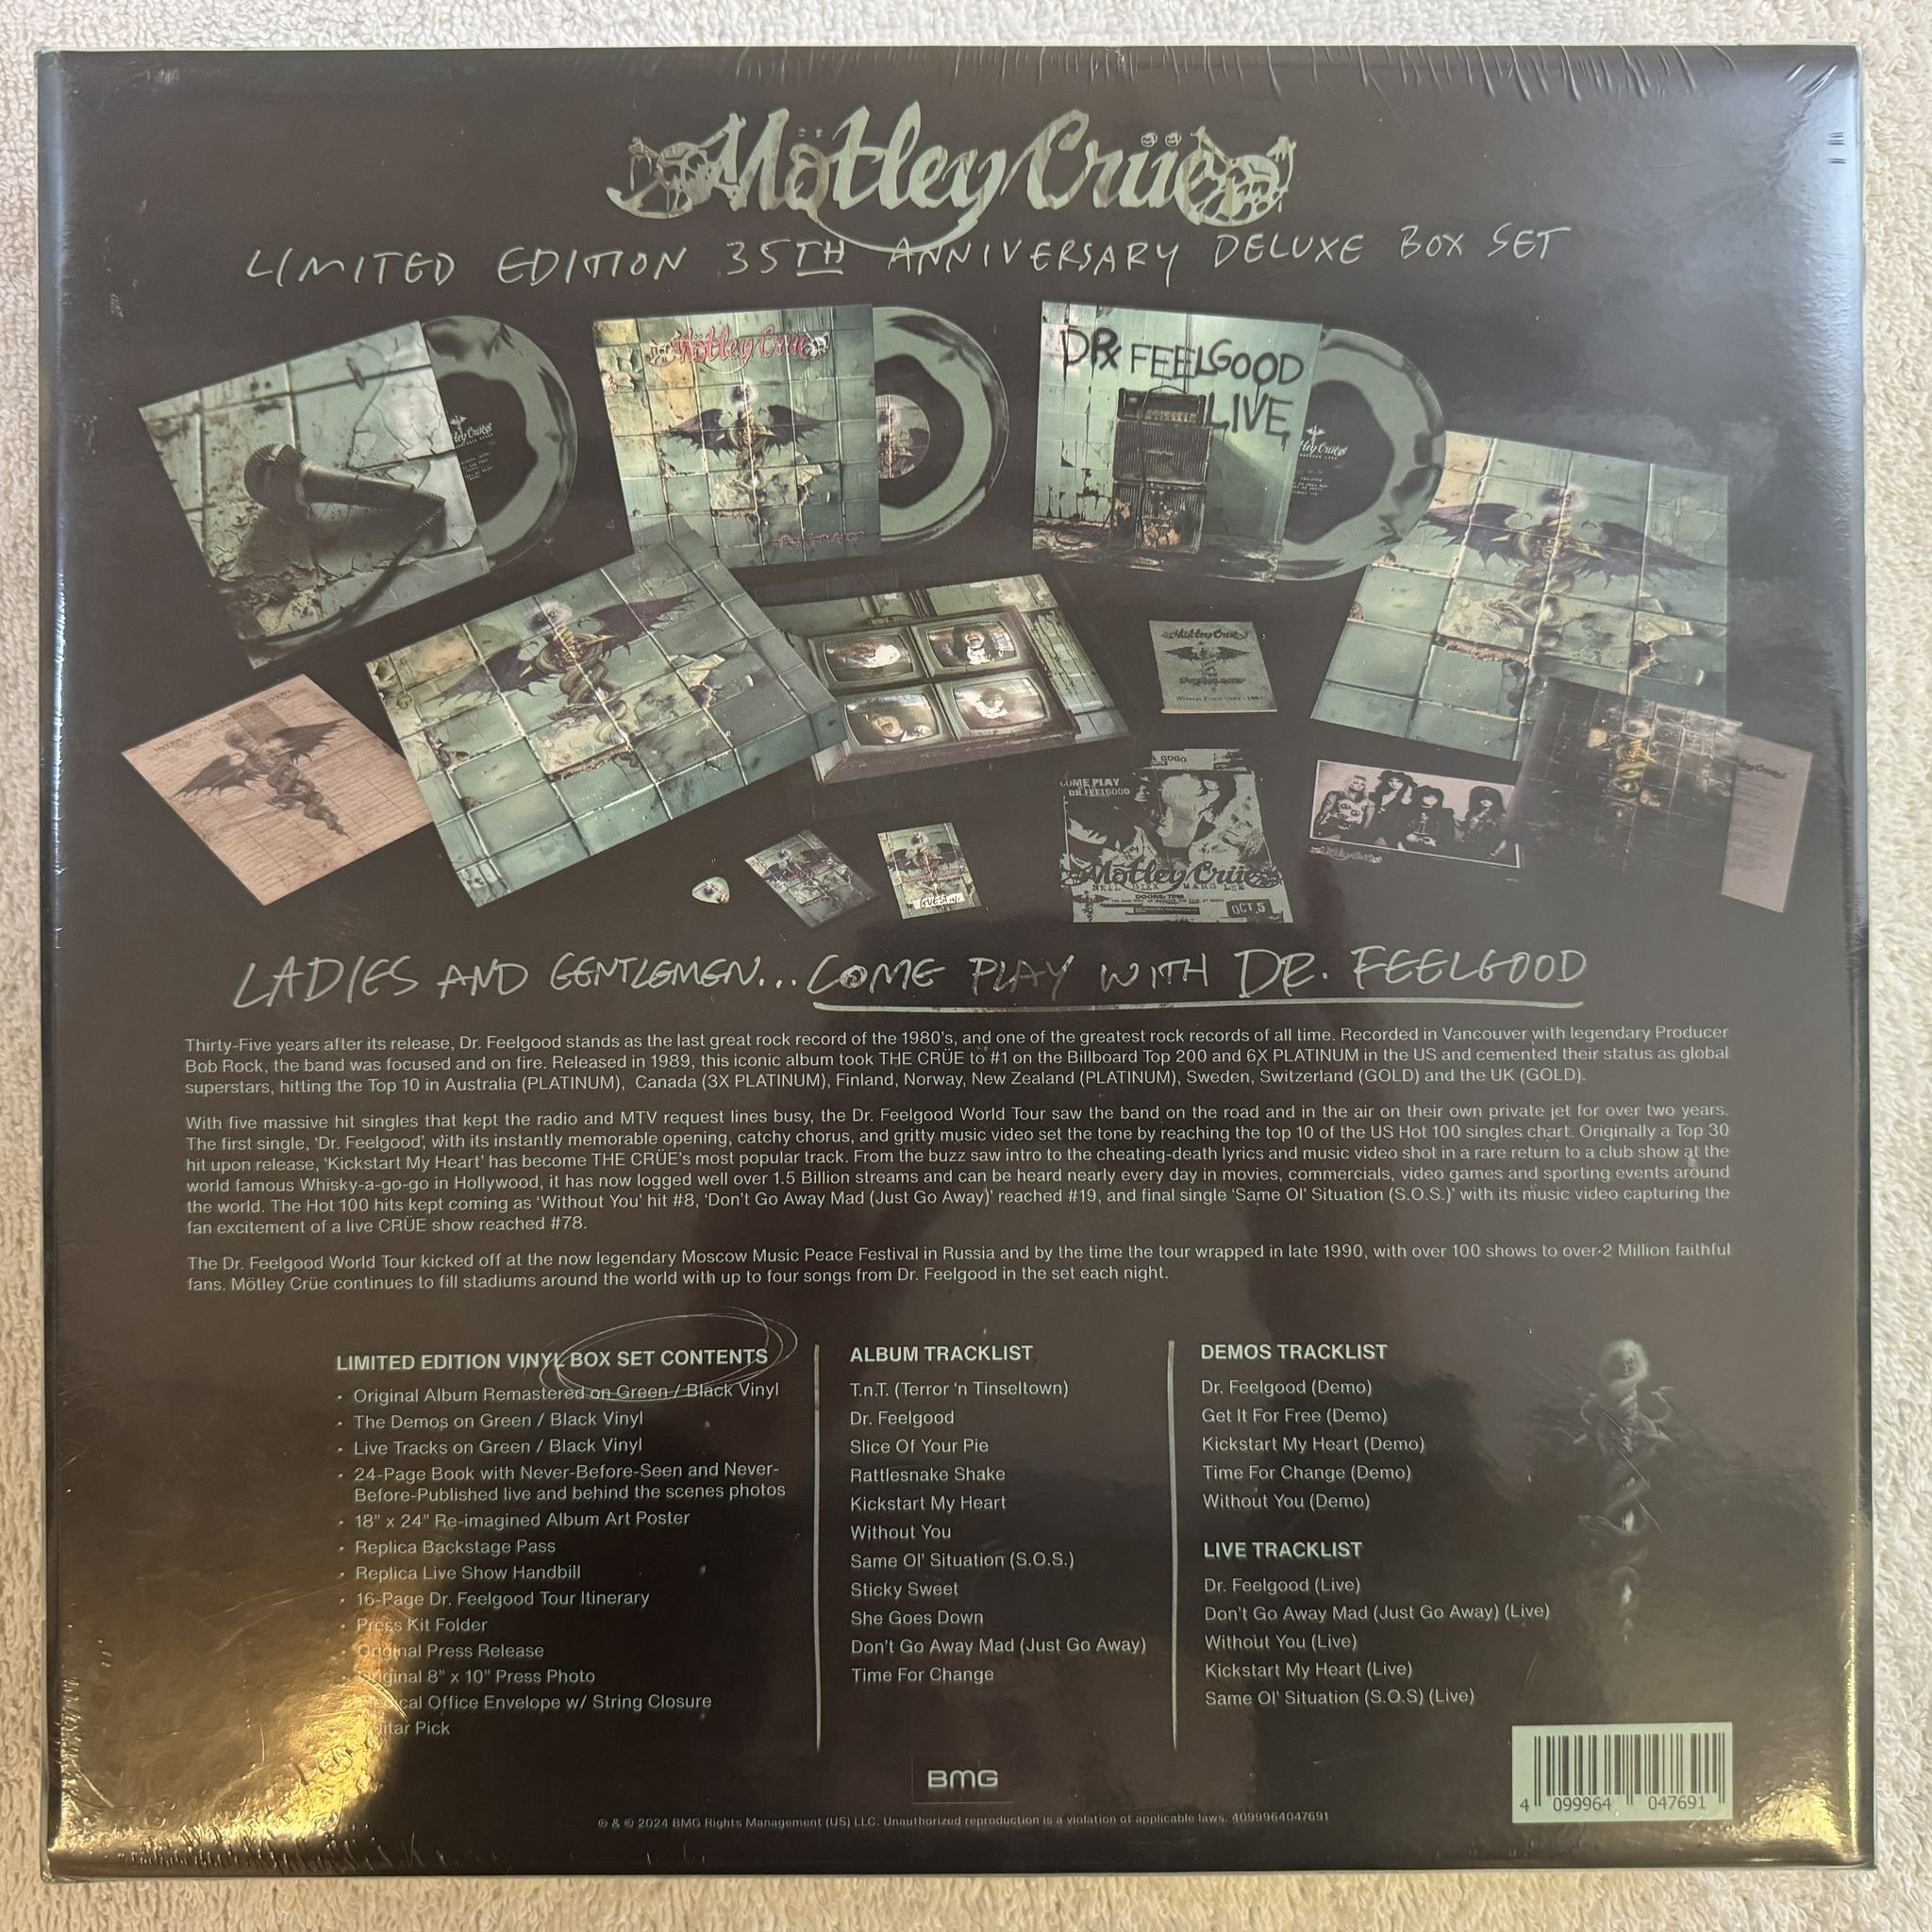 Mötley Crüe
LIMITED EDITION 35TH ANNIVERSARY DELUXE BOX SET
Mötley Crüe
DR. FEELGOOD
LIVE
Mötley Crüe
COME PLAY
DR. FEELGOOD
Mötley Crüe
OCT. 5
LADIES AND GENTLEMEN... COME PLAY WITH DR. FEELGOOD
Thirty-Five years after its release, Dr. Feelgood stands as the last great rock record of the 1980's, and one of the greatest rock records of all time. Recorded in Vancouver with legendary Producer
Bob Rock, the band was focused and on fire. Released in 1989, this iconic album took THE CRÜE to #1 on the Billboard Top 200 and 6X PLATINUM in the US and cemented their status as global
superstars, hitting the Top 10 in Australia (PLATINUM), Canada (3X PLATINUM), Finland, Norway, New Zealand (PLATINUM), Sweden, Switzerland (GOLD) and the UK (GOLD).
With five massive hit singles that kept the radio and MTV request lines busy, the Dr. Feelgood World Tour saw the band on the road and in the air on their own private jet for over two years.
The first single, 'Dr. Feelgood', with its instantly memorable opening, catchy chorus, and gritty music video set the tone by reaching the top 10 of the US Hot 100 singles chart. Originally a Top 30
hit upon release, 'Kickstart My Heart' has become THE CRÜE's most popular track. From the buzz saw intro to the cheating-death lyrics and music video shot in a rare return to a club show at the
world famous Whisky-a-go-go in Hollywood, it has now logged well over 1.5 Billion streams and can be heard nearly every day in movies, commercials, video games and sporting events around
the world. The Hot 100 hits kept coming as 'Without You' hit #8, 'Don't Go Away Mad (Just Go Away)' reached #19, and final single 'Same Ol' Situation (S.O.S.)' with its music video capturing the
fan excitement of a live CRÜE show reached #78.
The Dr. Feelgood World Tour kicked off at the now legendary Moscow Music Peace Festival in Russia and by the time the tour wrapped in late 1990, with over 100 shows to over 2 Million faithful
fans. Mötley Crüe continues to fill stadiums around the world with up to four songs from Dr. Feelgood in the set each night.
LIMITED EDITION VINYL BOX SET CONTENTS
• Original Album Remastered on Green / Black Vinyl
• The Demos on Green / Black Vinyl
• Live Tracks on Green / Black Vinyl
• 24-Page Book with Never-Before-Seen and Never-
Before-Published live and behind the scenes photos
• 18" x 24" Re-imagined Album Art Poster
• Replica Backstage Pass
• Replica Live Show Handbill
• 16-Page Dr. Feelgood Tour Itinerary
• Press Kit Folder
Original Press Release
Original 8" x 10" Press Photo
Medical Office Envelope w/ String Closure
Guitar Pick
ALBUM TRACKLIST
T.n.T. (Terror 'n Tinseltown)
Dr. Feelgood
Slice Of Your Pie
Rattlesnake Shake
Kickstart My Heart
Without You
Same Ol' Situation (S.O.S.)
Sticky Sweet
She Goes Down
Don't Go Away Mad (Just Go Away)
Time For Change
DEMOS TRACKLIST
Dr. Feelgood (Demo)
Get It For Free (Demo)
Kickstart My Heart (Demo)
Time For Change (Demo)
Without You (Demo)
LIVE TRACKLIST
Dr. Feelgood (Live)
Don't Go Away Mad (Just Go Away) (Live)
Without You (Live)
Kickstart My Heart (Live)
Same Ol' Situation (S.O.S) (Live)
BMG
℗ & © 2024 BMG Rights Management (US) LLC. Unauthorized reproduction is a violation of applicable laws. 4099964047691
4 099964 047691